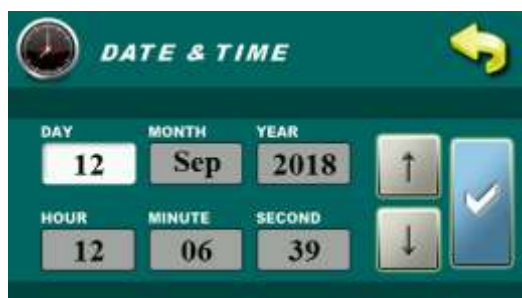 DATE & TIME
DAY MONTH YEAR
12 Sep 2018
HOUR MINUTE SECOND
12 06 39